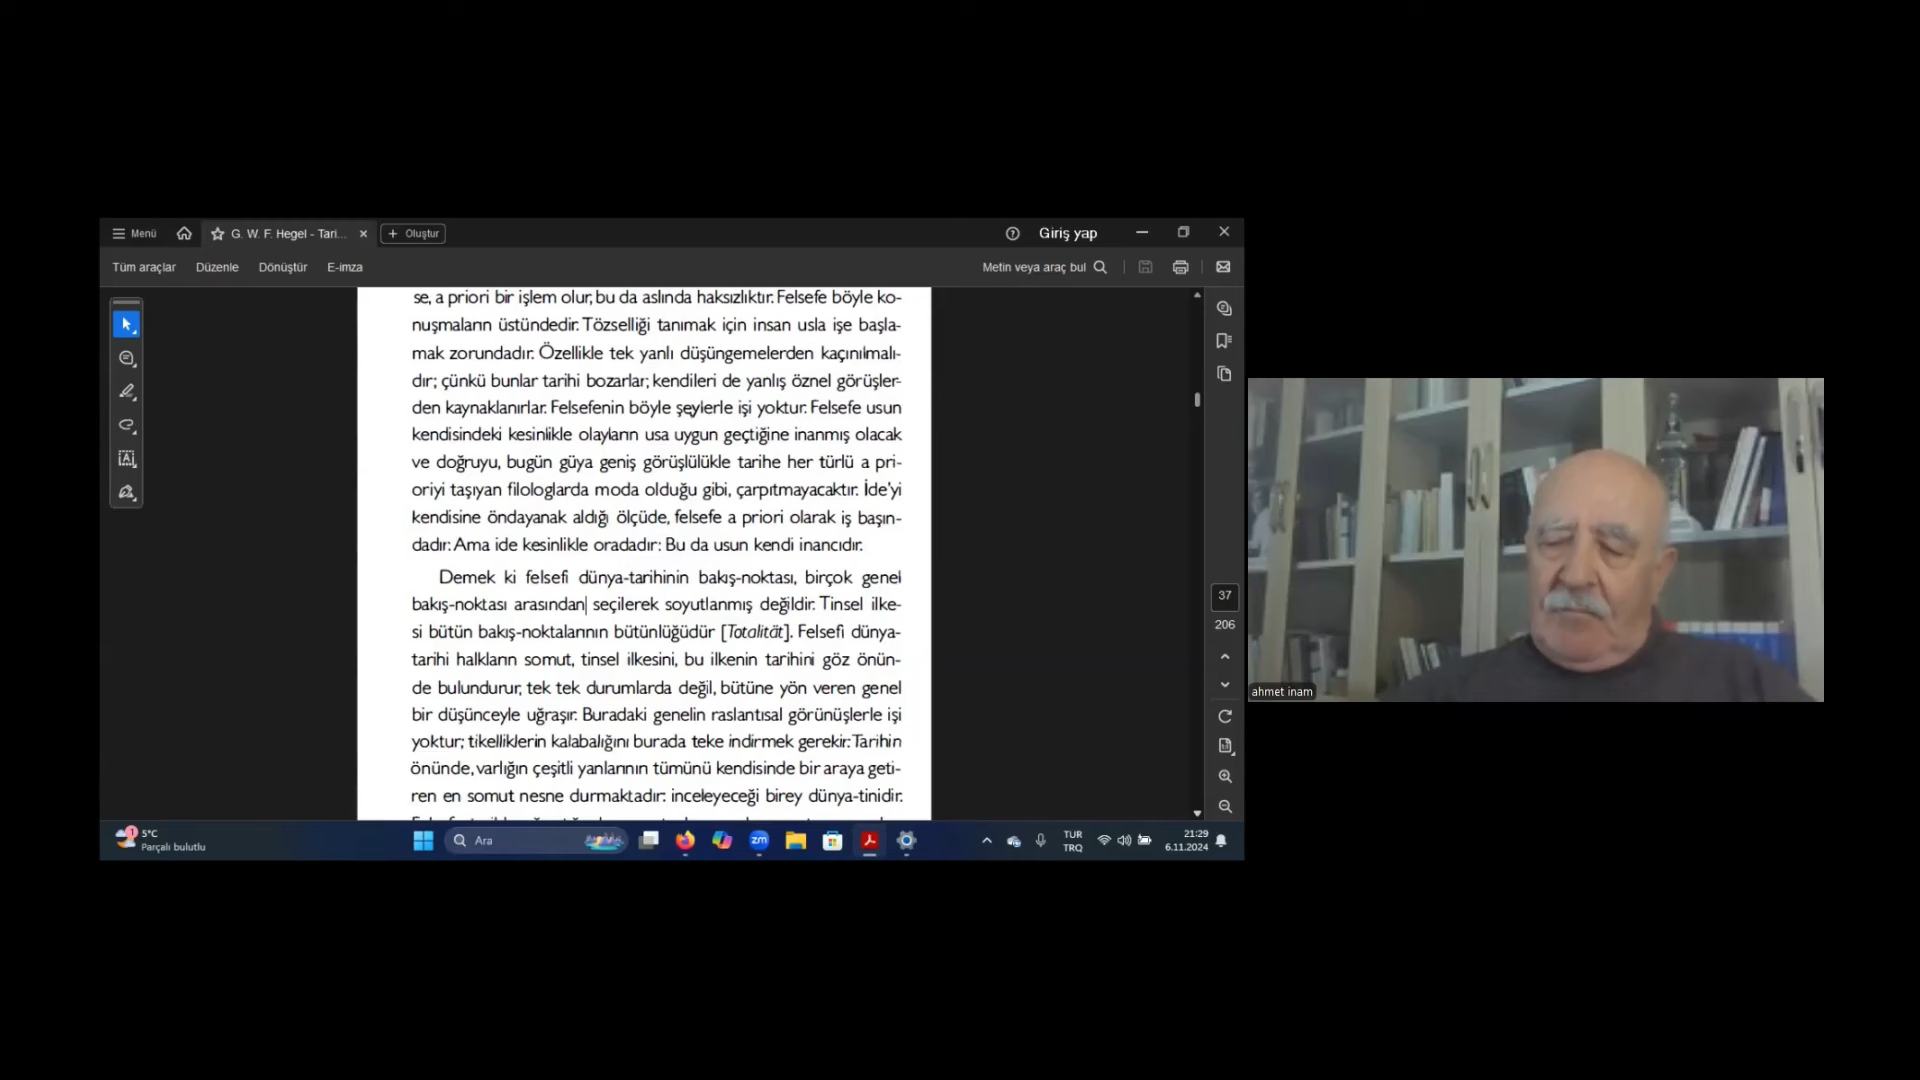 Menü
G. W. F. Hegel - Tari...
Oluştur
Giriş yap
Tüm araçlar
Düzenle
Dönüştür
E-imza
Metin veya araç bul
se, a priori bir işlem olur, bu da aslında haksızlıktır. Felsefe böyle ko-
nuşmaların üstündedir. Tözselliği tanımak için insan usla işe başla-
mak zorundadır. Özellikle tek yanlı düşüngemelerden kaçınılmalı-
dır; çünkü bunlar tarihi bozarlar; kendileri de yanlış öznel görüşler-
den kaynaklanırlar. Felsefenin böyle şeylerle işi yoktur. Felsefe usun
kendisindeki kesinlikle olayların usa uygun geçtiğine inanmış olacak
ve doğruyu, bugün güya geniş görüşlülükle tarihe her türlü a pri-
oriyi taşıyan filologlarda moda olduğu gibi, çarpıtmayacaktır. İde'yi
kendisine öndayanak aldığı ölçüde, felsefe a priori olarak iş başın-
dadır. Ama ide kesinlikle oradadır: Bu da usun kendi inancıdır.
Demek ki felsefi dünya-tarihinin bakış-noktası, birçok genel
bakış-noktası arasından seçilerek soyutlanmış değildir. Tinsel ilke-
si bütün bakış-noktalarının bütünlüğüdür [Totalität]. Felsefi dünya-
tarihi halkların somut, tinsel ilkesini, bu ilkenin tarihini göz önün-
de bulundurur, tek tek durumlarda değil, bütüne yön veren genel
bir düşünceyle uğraşır. Buradaki genelin raslantısal görünüşlerle işi
yoktur; tikelliklerin kalabalığını burada teke indirmek gerekir. Tarihin
önünde, varlığın çeşitli yanlarının tümünü kendisinde bir araya geti-
ren en somut nesne durmaktadır: inceleyeceği birey dünya-tinidir.
37
206
ahmet inam
1
5°C
Parçalı bulutlu
Ara
zm
TUR
TRQ
21:29
6.11.2024